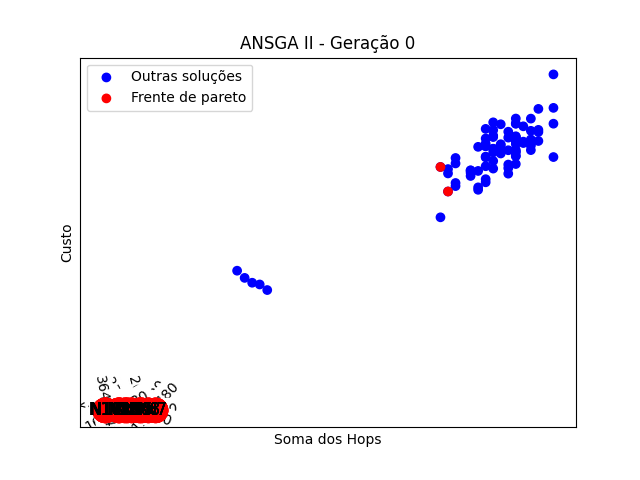 ANSGA II - Geração 0
Outras soluções
Frente de pareto
Custo
Soma dos Hops